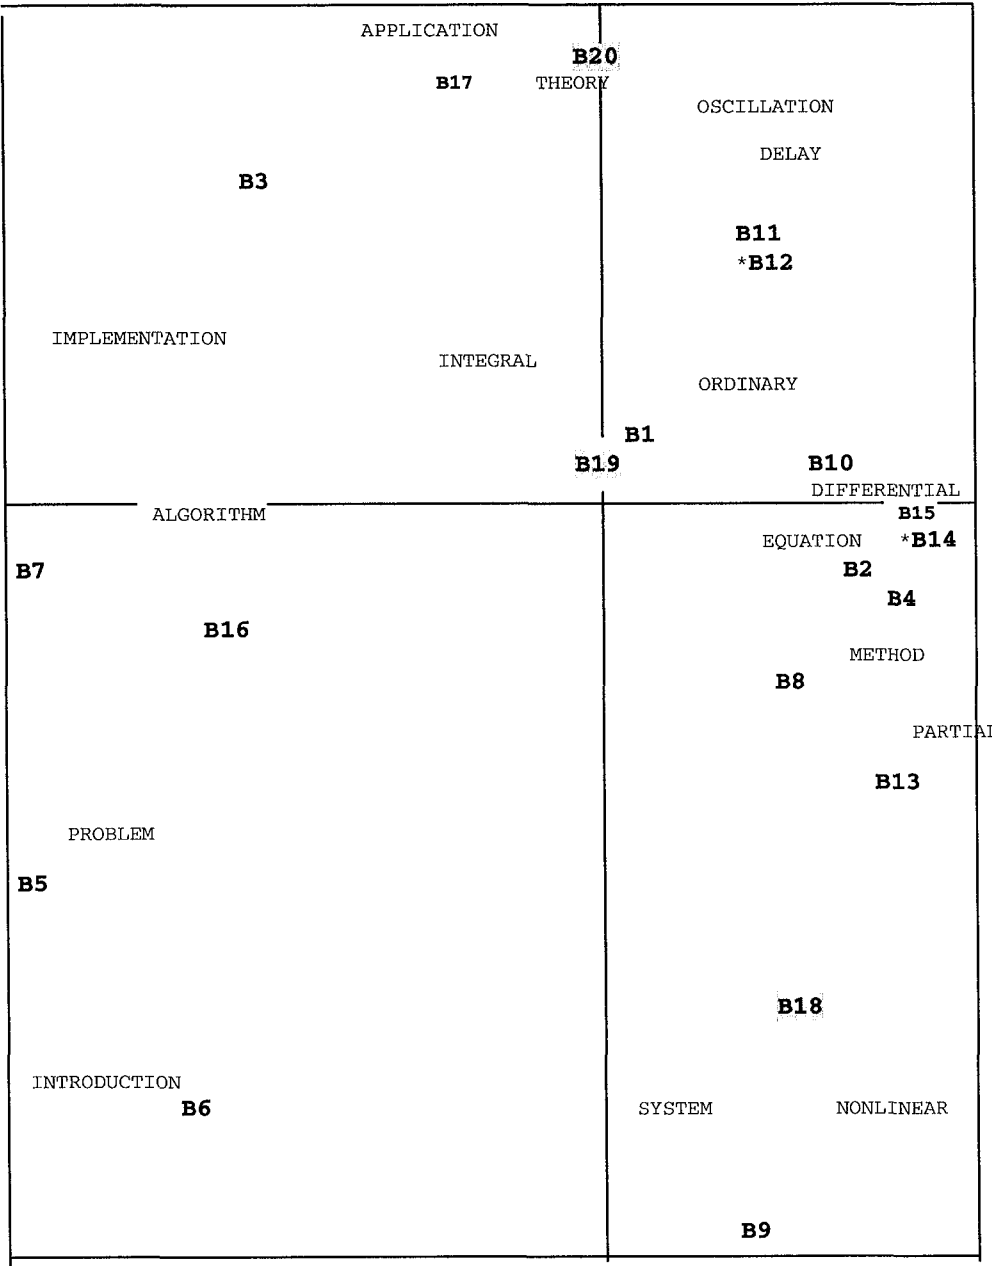 APPLICATION
B20
B17 THEORY
OSCILLATION
DELAY
B3
B11
*B12
IMPLEMENTATION
INTEGRAL
ORDINARY
B1
B19 B10
DIFFERENTIAL
ALGORITHM B15
EQUATION *B14
B7 B2
B4
B16
METHOD
B8
PARTIAL
B13
PROBLEM
B5
B18
INTRODUCTION
B6 SYSTEM NONLINEAR
B9